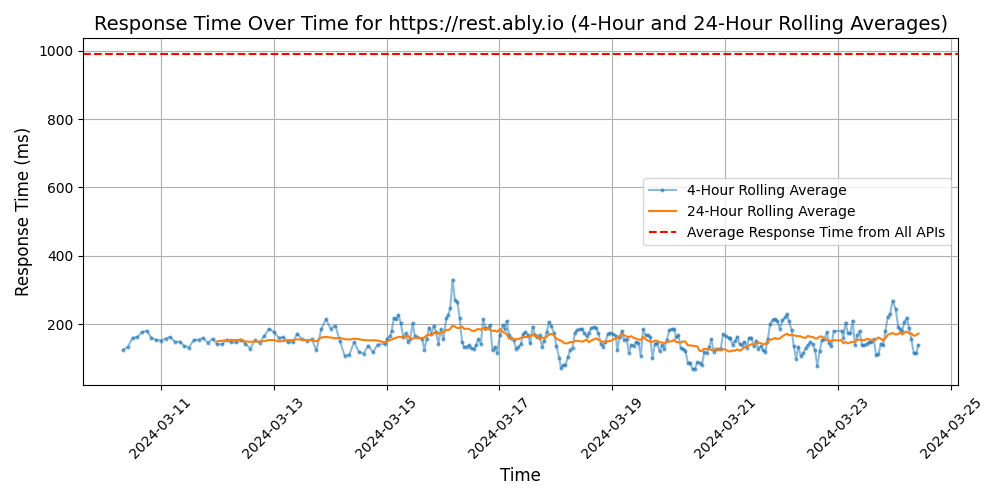 Response Time Over Time for https://rest.ably.io (4-Hour and 24-Hour Rolling Averages)
Response Time (ms)
1000
800
600
400
200
4-Hour Rolling Average
24-Hour Rolling Average
Average Response Time from All APIs
2024-03-11
2024-03-13
2024-03-15
2024-03-17
2024-03-19
2024-03-21
2024-03-23
2024-03-25
Time